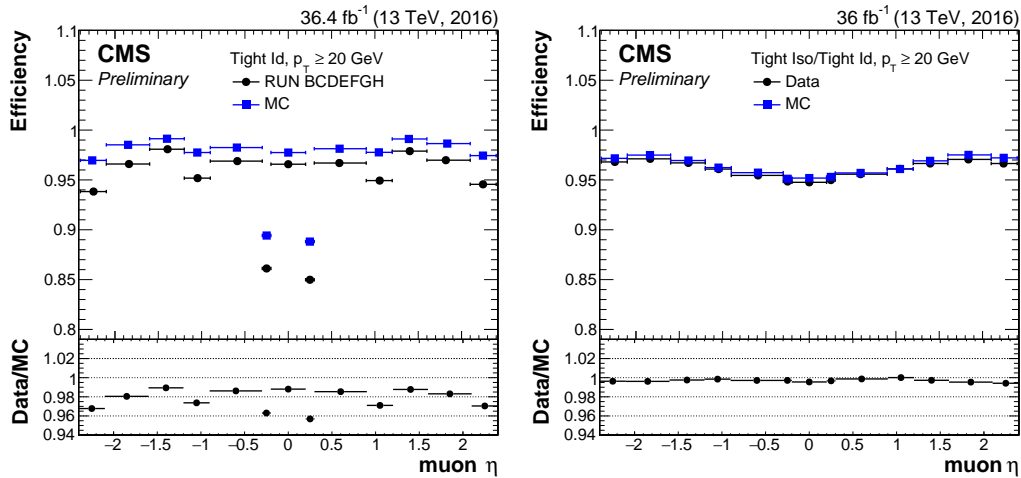 36.4 fb⁻¹ (13 TeV, 2016)
Efficiency
1.1
1.05
1
0.95
0.9
0.85
0.8
CMS
Preliminary
Tight Id, p_T ≥ 20 GeV
RUN BCDEFGH
MC
Data/MC
1.02
1
0.98
0.96
0.94
−2 −1.5 −1 −0.5 0 0.5 1 1.5 2
muon η
36 fb⁻¹ (13 TeV, 2016)
Efficiency
1.1
1.05
1
0.95
0.9
0.85
0.8
CMS
Preliminary
Tight Iso/Tight Id, p_T ≥ 20 GeV
Data
MC
Data/MC
1.02
1
0.98
0.96
0.94
−2 −1.5 −1 −0.5 0 0.5 1 1.5 2
muon η